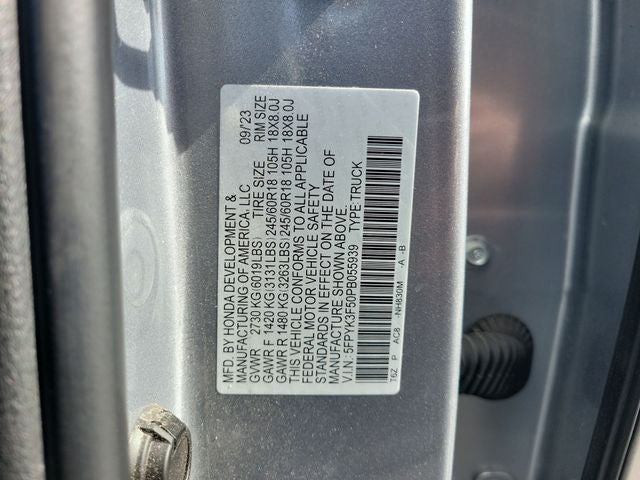 MFD. BY HONDA DEVELOPMENT &
MANUFACTURING OF AMERICA, LLC 09/23
GVWR 2730 KG(6019LBS) TIRE SIZE RIM SIZE
GAWR F 1420 KG(3131LBS)245/60R18 105H 18X8.0J
GAWR R 1480 KG(3263LBS)245/60R18 105H 18X8.0J
THIS VEHICLE CONFORMS TO ALL APPLICABLE
FEDERAL MOTOR VEHICLE SAFETY
STANDARDS IN EFFECT ON THE DATE OF
MANUFACTURE SHOWN ABOVE.
V.I.N.: 5FPYK3F50PB055939 TYPE:TRUCK
T6Z P AC8 -NH830M -A -B